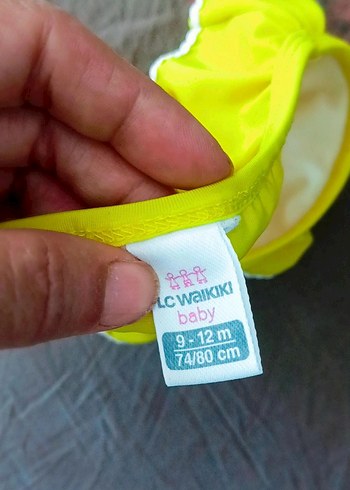 LC WAIKIKI
baby
9 - 12 m
74/80 cm